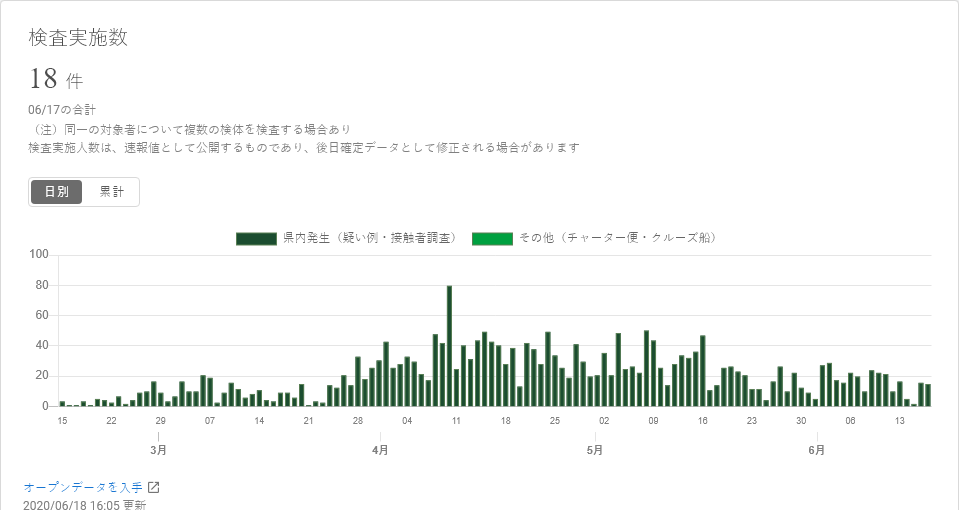 検査実施数
18 件
06/17の合計
（注）同一の対象者について複数の検体を検査する場合あり
検査実施人数は、速報値として公開するものであり、後日確定データとして修正される場合があります
日別 累計
県内発生（疑い例・接触者調査） その他（チャーター便・クルーズ船）
100
80
60
40
20
0
15 22 29 07 14 21 28 04 11 18 25 02 09 16 23 30 06 13
3月 4月 5月 6月
オープンデータを入手
2020/06/18 16:05 更新